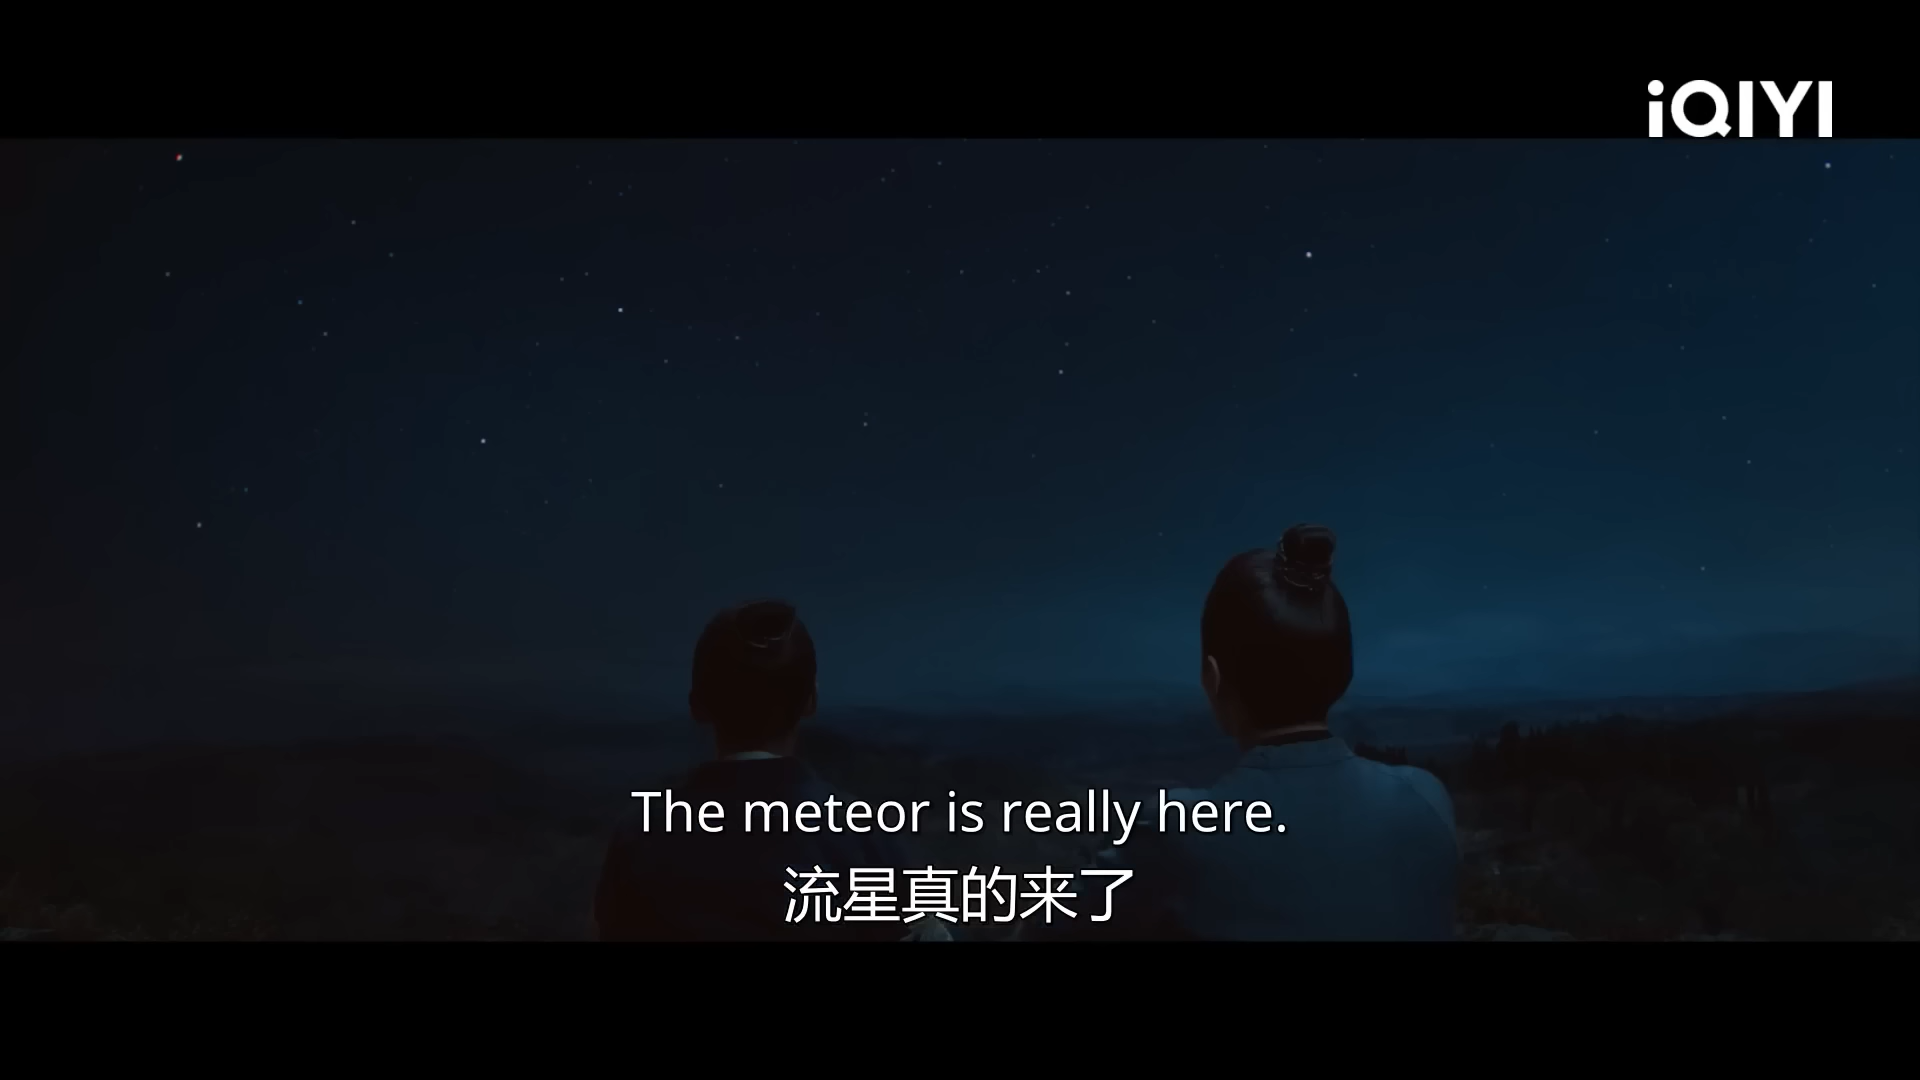 iQIYI
The meteor is really here.
流星真的来了